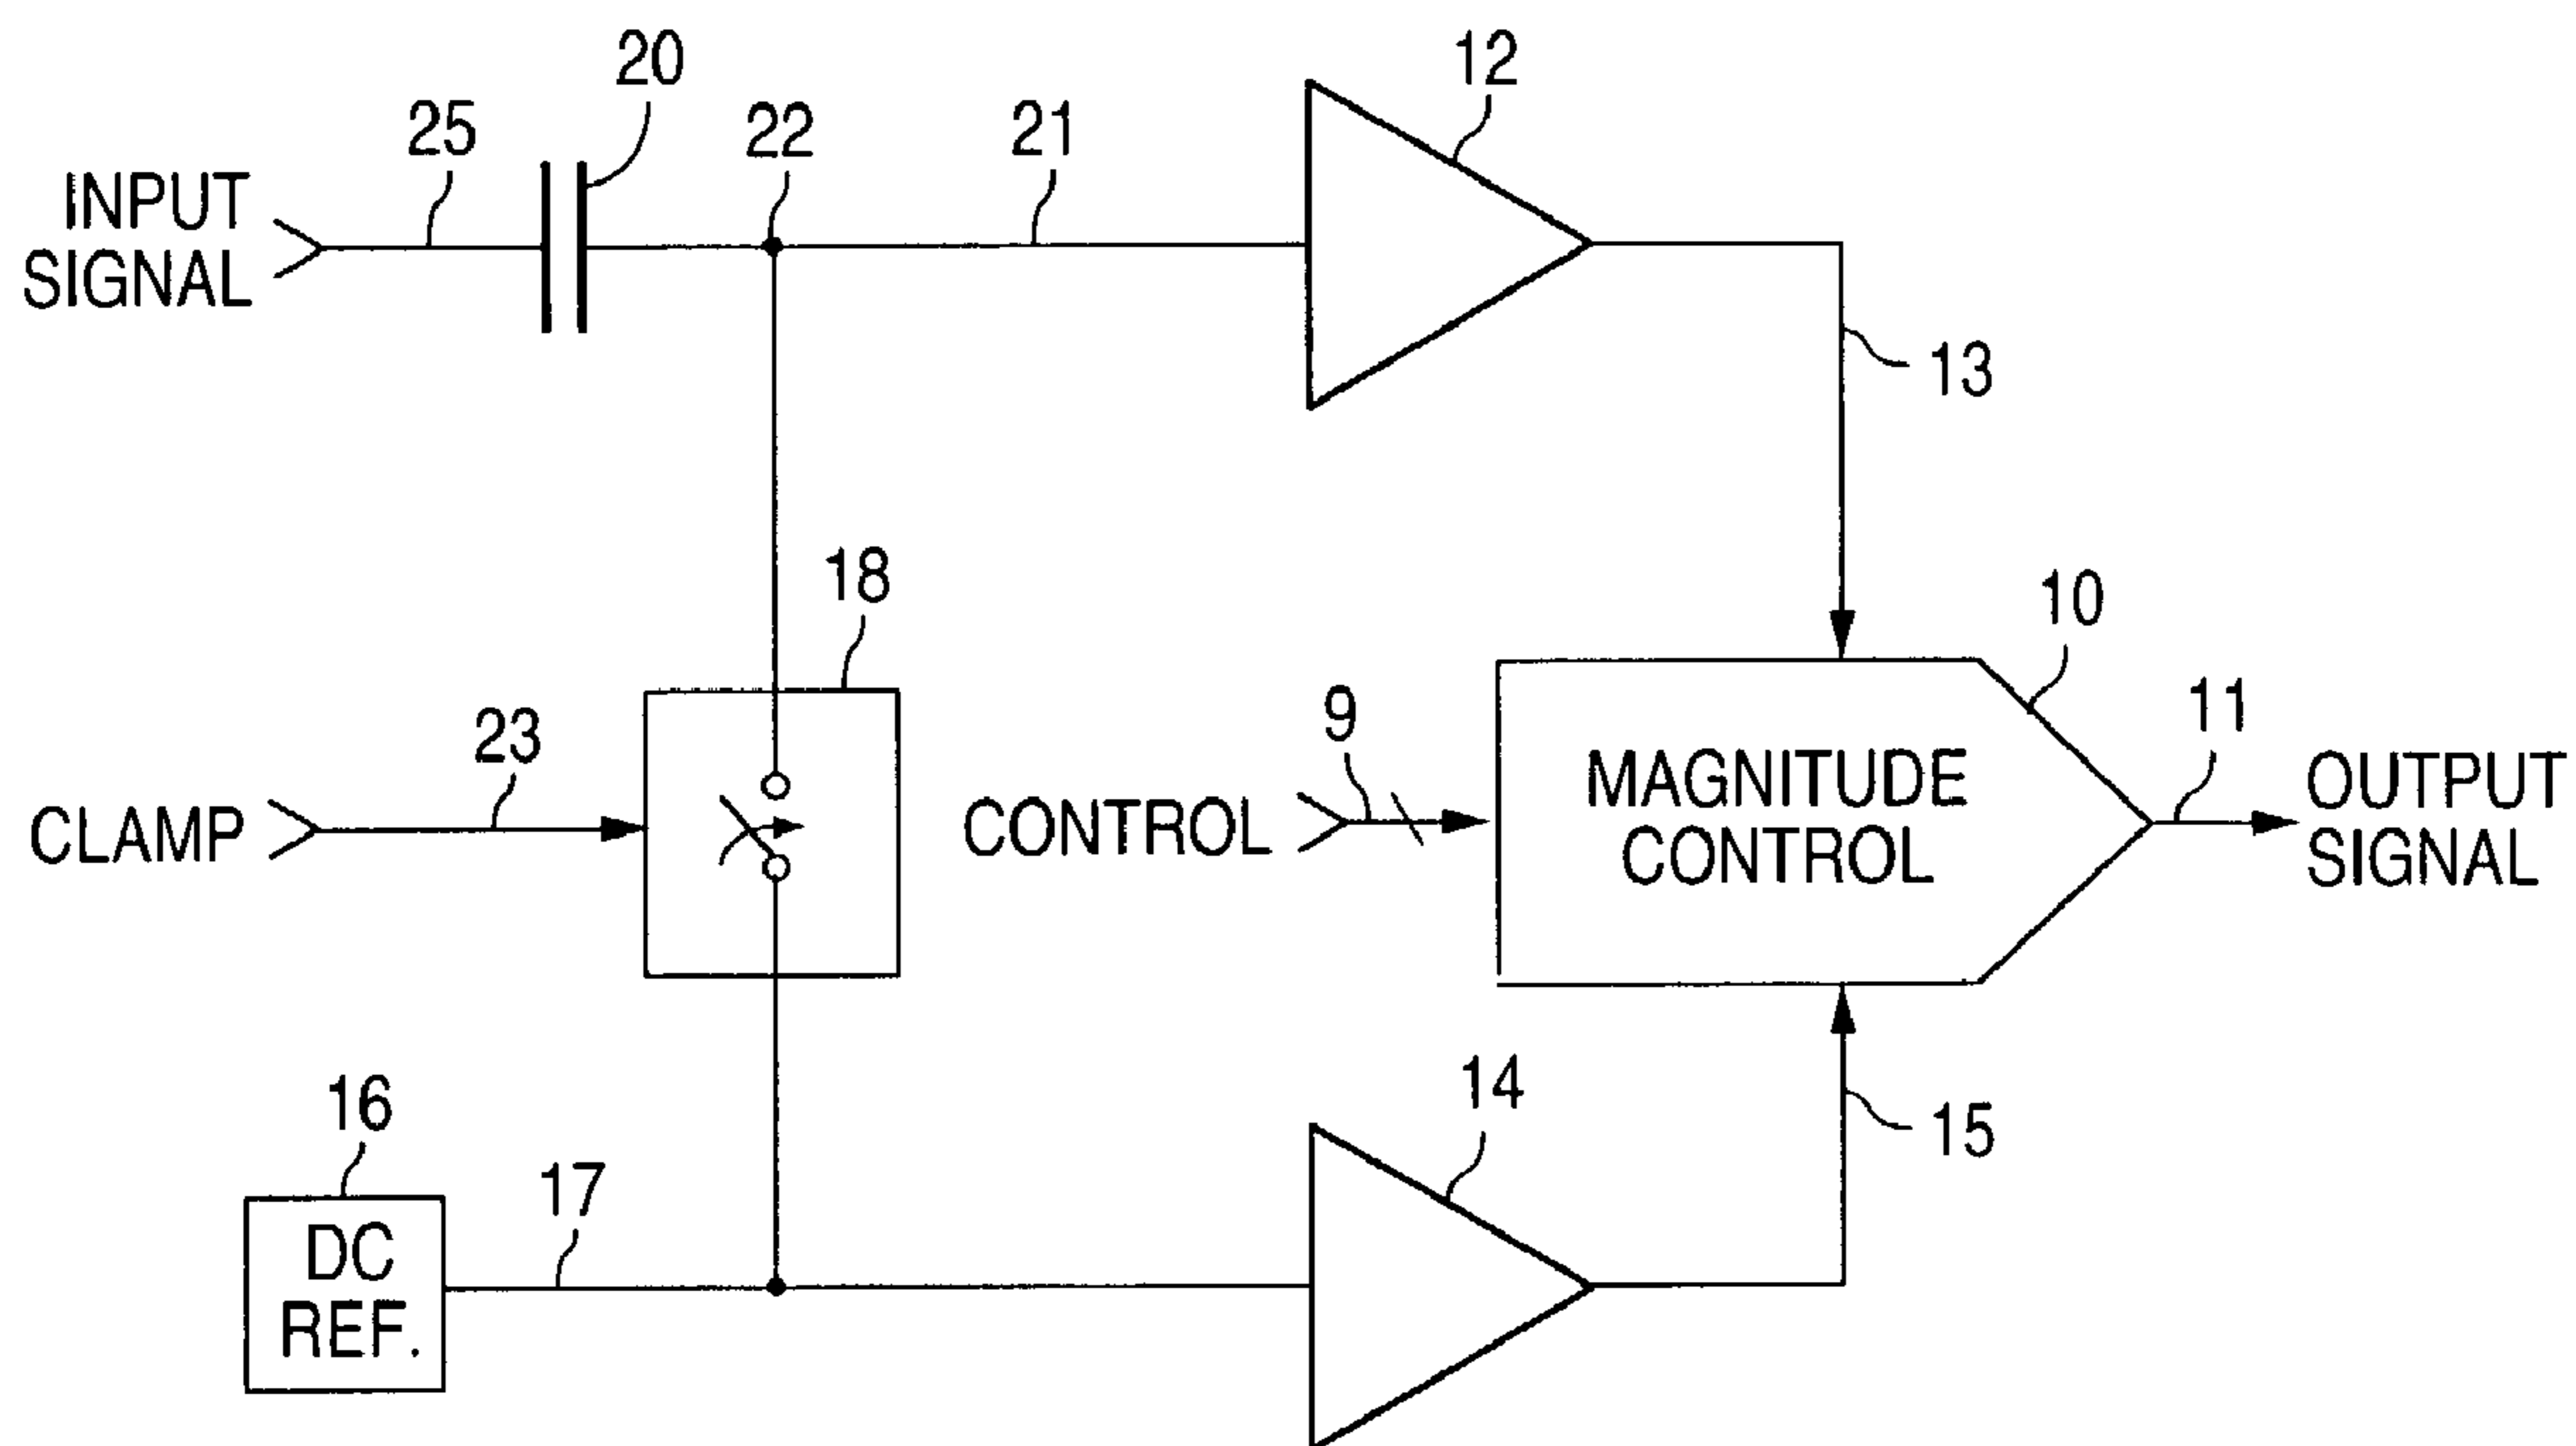 20
12
25
22
21
INPUT
SIGNAL
13
18
10
23
9
11
CLAMP
CONTROL
MAGNITUDE
CONTROL
OUTPUT
SIGNAL
16
17
14
15
DC
REF.